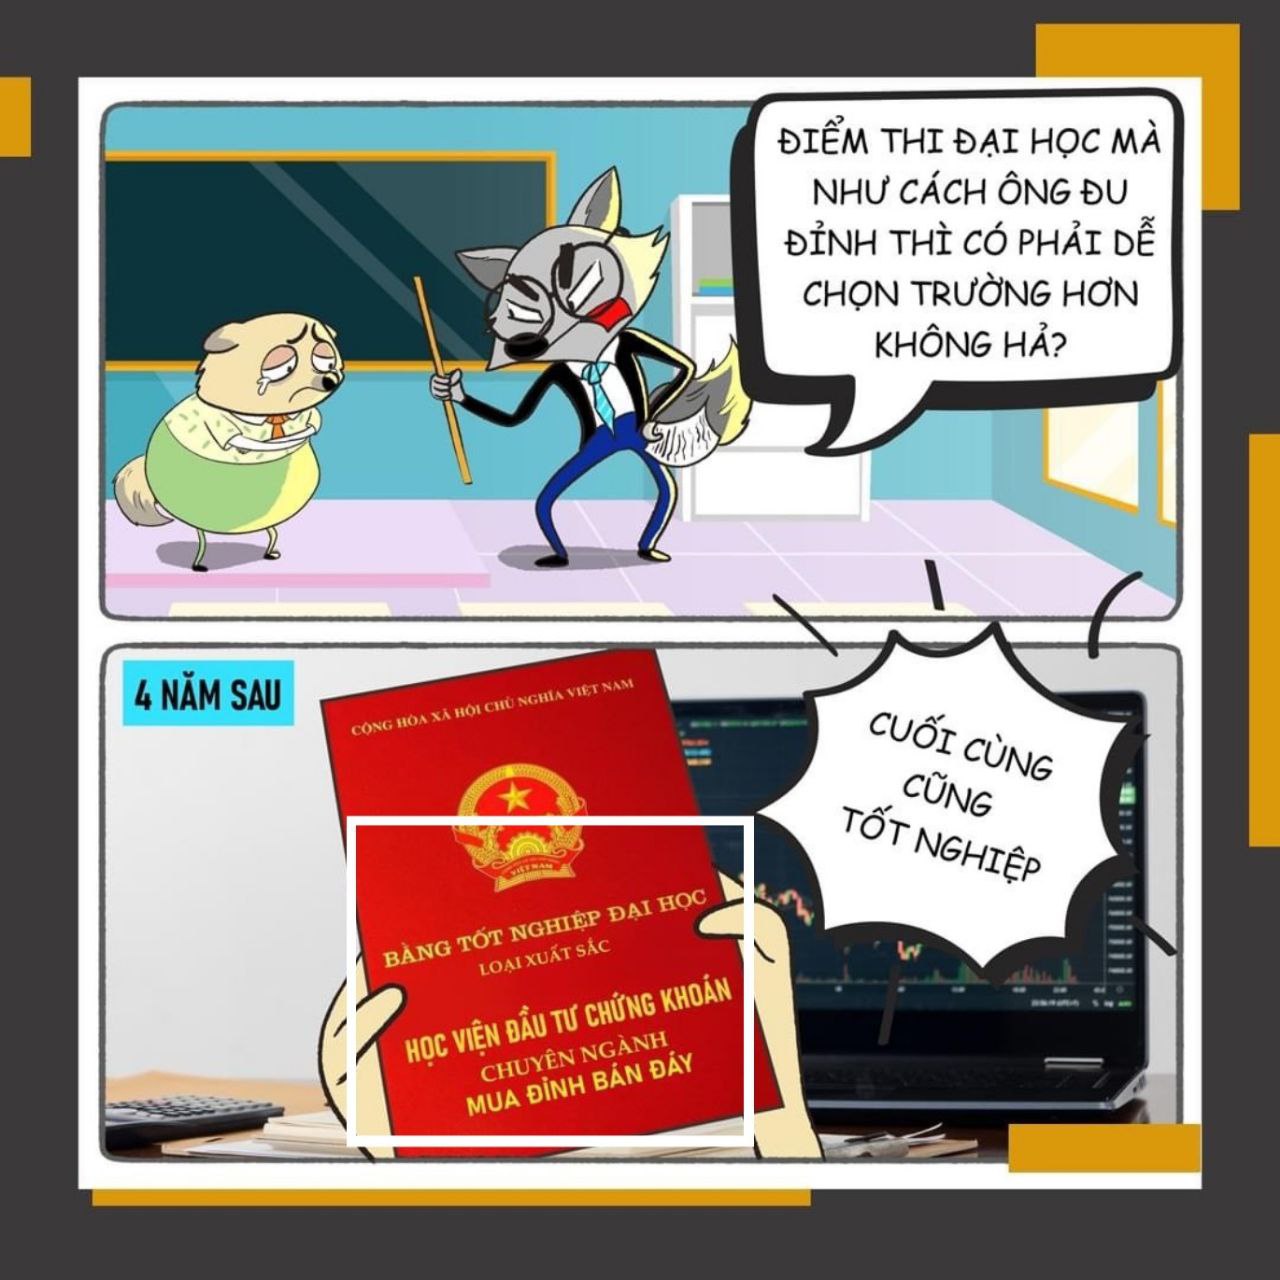 ĐIỂM THI ĐẠI HỌC MÀ
NHƯ CÁCH ÔNG ĐU
ĐỈNH THÌ CÓ PHẢI DỄ
CHỌN TRƯỜNG HƠN
KHÔNG HẢ?
4 NĂM SAU
CỘNG HÒA XÃ HỘI CHỦ NGHĨA VIỆT NAM
VIỆT NAM
BẰNG TỐT NGHIỆP ĐẠI HỌC
LOẠI XUẤT SẮC
HỌC VIỆN ĐẦU TƯ CHỨNG KHOÁN
CHUYÊN NGÀNH
MUA ĐỈNH BÁN ĐÁY
CUỐI CÙNG
CŨNG
TỐT NGHIỆP